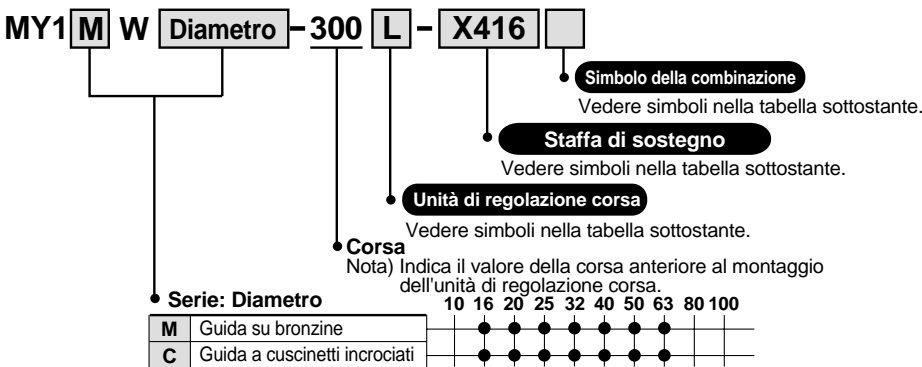 MY1 M W Diametro - 300 L - X416
Simbolo della combinazione
Vedere simboli nella tabella sottostante.
Staffa di sostegno
Vedere simboli nella tabella sottostante.
Unità di regolazione corsa
Vedere simboli nella tabella sottostante.
Corsa
Nota) Indica il valore della corsa anteriore al montaggio
dell'unità di regolazione corsa.
Serie: Diametro
10 16 20 25 32 40 50 63 80 100
M Guida su bronzine
C Guida a cuscinetti incrociati